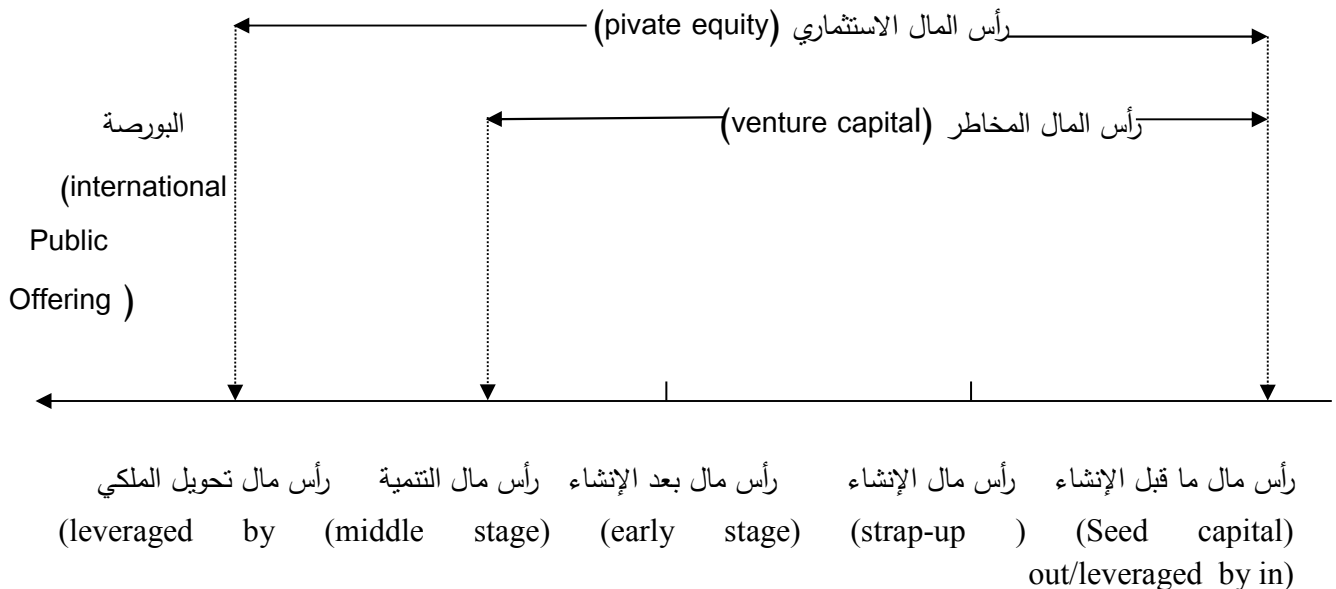 رأس المال الاستثماري (pivate equity)
رأس المال المخاطر (venture capital)
البورصة
(international
Public
Offering )
رأس مال ما قبل الإنشاء رأس مال الإنشاء رأس مال بعد الإنشاء رأس مال التنمية رأس مال تحويل الملكي
(leveraged by (middle stage) (early stage) (strap-up ) (Seed capital)
out/leveraged by in)